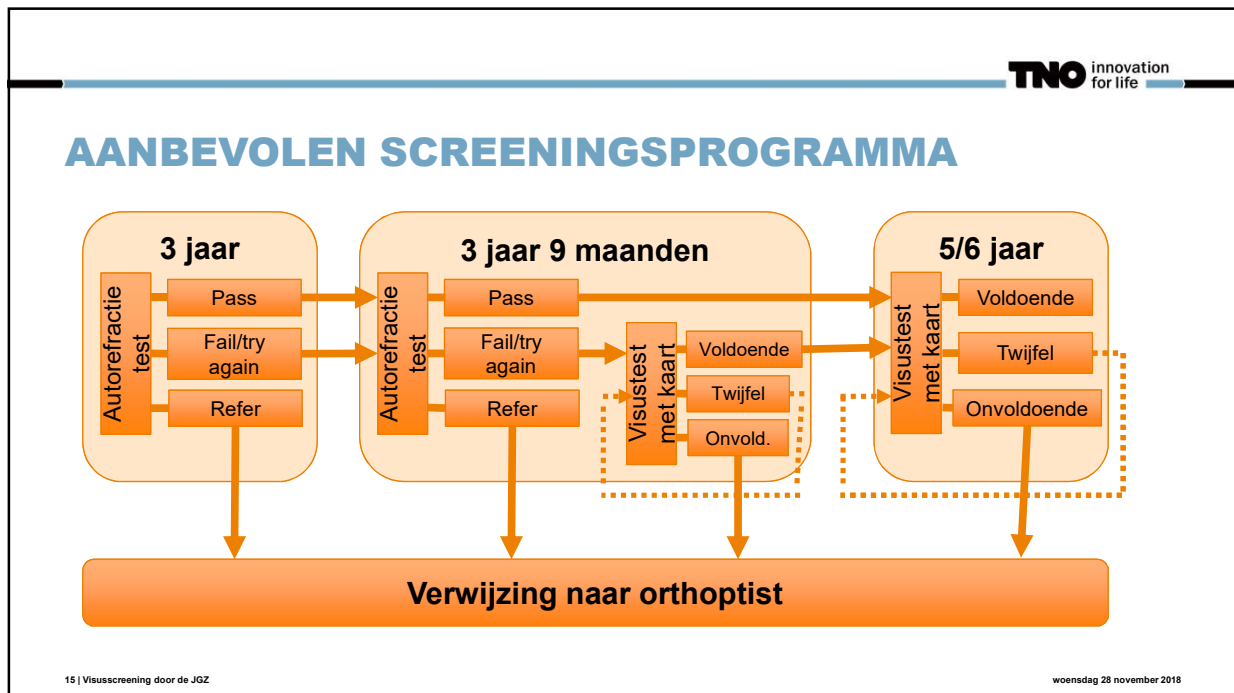 TNO innovation
for life
AANBEVOLEN SCREENINGSPROGRAMMA
3 jaar
Autorefractie
test
Pass
Fail/try
again
Refer
3 jaar 9 maanden
Autorefractie
test
Pass
Fail/try
again
Refer
Visustest
met kaart
Voldoende
Twijfel
Onvold.
5/6 jaar
Visustest
met kaart
Voldoende
Twijfel
Onvoldoende
Verwijzing naar orthoptist
15 | Visusscreening door de JGZ
woensdag 28 november 2018